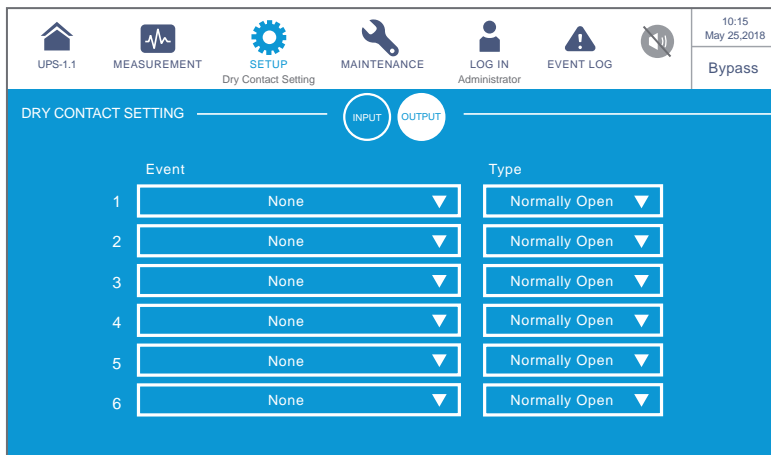 10:15
May 25,2018
UPS-1.1 MEASUREMENT SETUP MAINTENANCE LOG IN EVENT LOG
Dry Contact Setting Administrator
Bypass
DRY CONTACT SETTING INPUT OUTPUT
Event Type
1 None Normally Open
2 None Normally Open
3 None Normally Open
4 None Normally Open
5 None Normally Open
6 None Normally Open